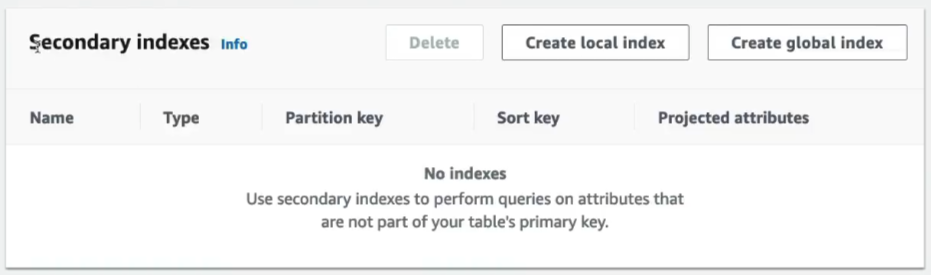 Secondary indexes Info Delete Create local index Create global index
Name Type Partition key Sort key Projected attributes
No indexes
Use secondary indexes to perform queries on attributes that
are not part of your table's primary key.